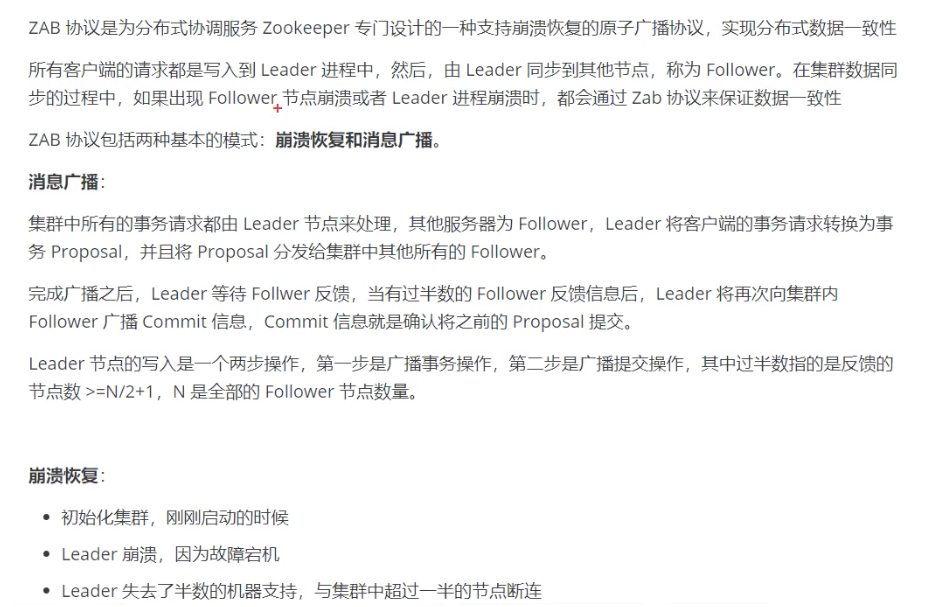 ZAB 协议是为分布式协调服务 Zookeeper 专门设计的一种支持崩溃恢复的原子广播协议，实现分布式数据一致性
所有客户端的请求都是写入到 Leader 进程中，然后，由 Leader 同步到其他节点，称为 Follower。在集群数据同
步的过程中，如果出现 Follower 节点崩溃或者 Leader 进程崩溃时，都会通过 Zab 协议来保证数据一致性
ZAB 协议包括两种基本的模式：崩溃恢复和消息广播。
消息广播：
集群中所有的事务请求都由 Leader 节点来处理，其他服务器为 Follower，Leader 将客户端的事务请求转换为事
务 Proposal，并且将 Proposal 分发给集群中其他所有的 Follower。
完成广播之后，Leader 等待 Follwer 反馈，当有过半数的 Follower 反馈信息后，Leader 将再次向集群内
Follower 广播 Commit 信息，Commit 信息就是确认将之前的 Proposal 提交。
Leader 节点的写入是一个两步操作，第一步是广播事务操作，第二步是广播提交操作，其中过半数指的是反馈的
节点数 >=N/2+1，N 是全部的 Follower 节点数量。
崩溃恢复：
• 初始化集群，刚刚启动的时候
• Leader 崩溃，因为故障宕机
• Leader 失去了半数的机器支持，与集群中超过一半的节点断连